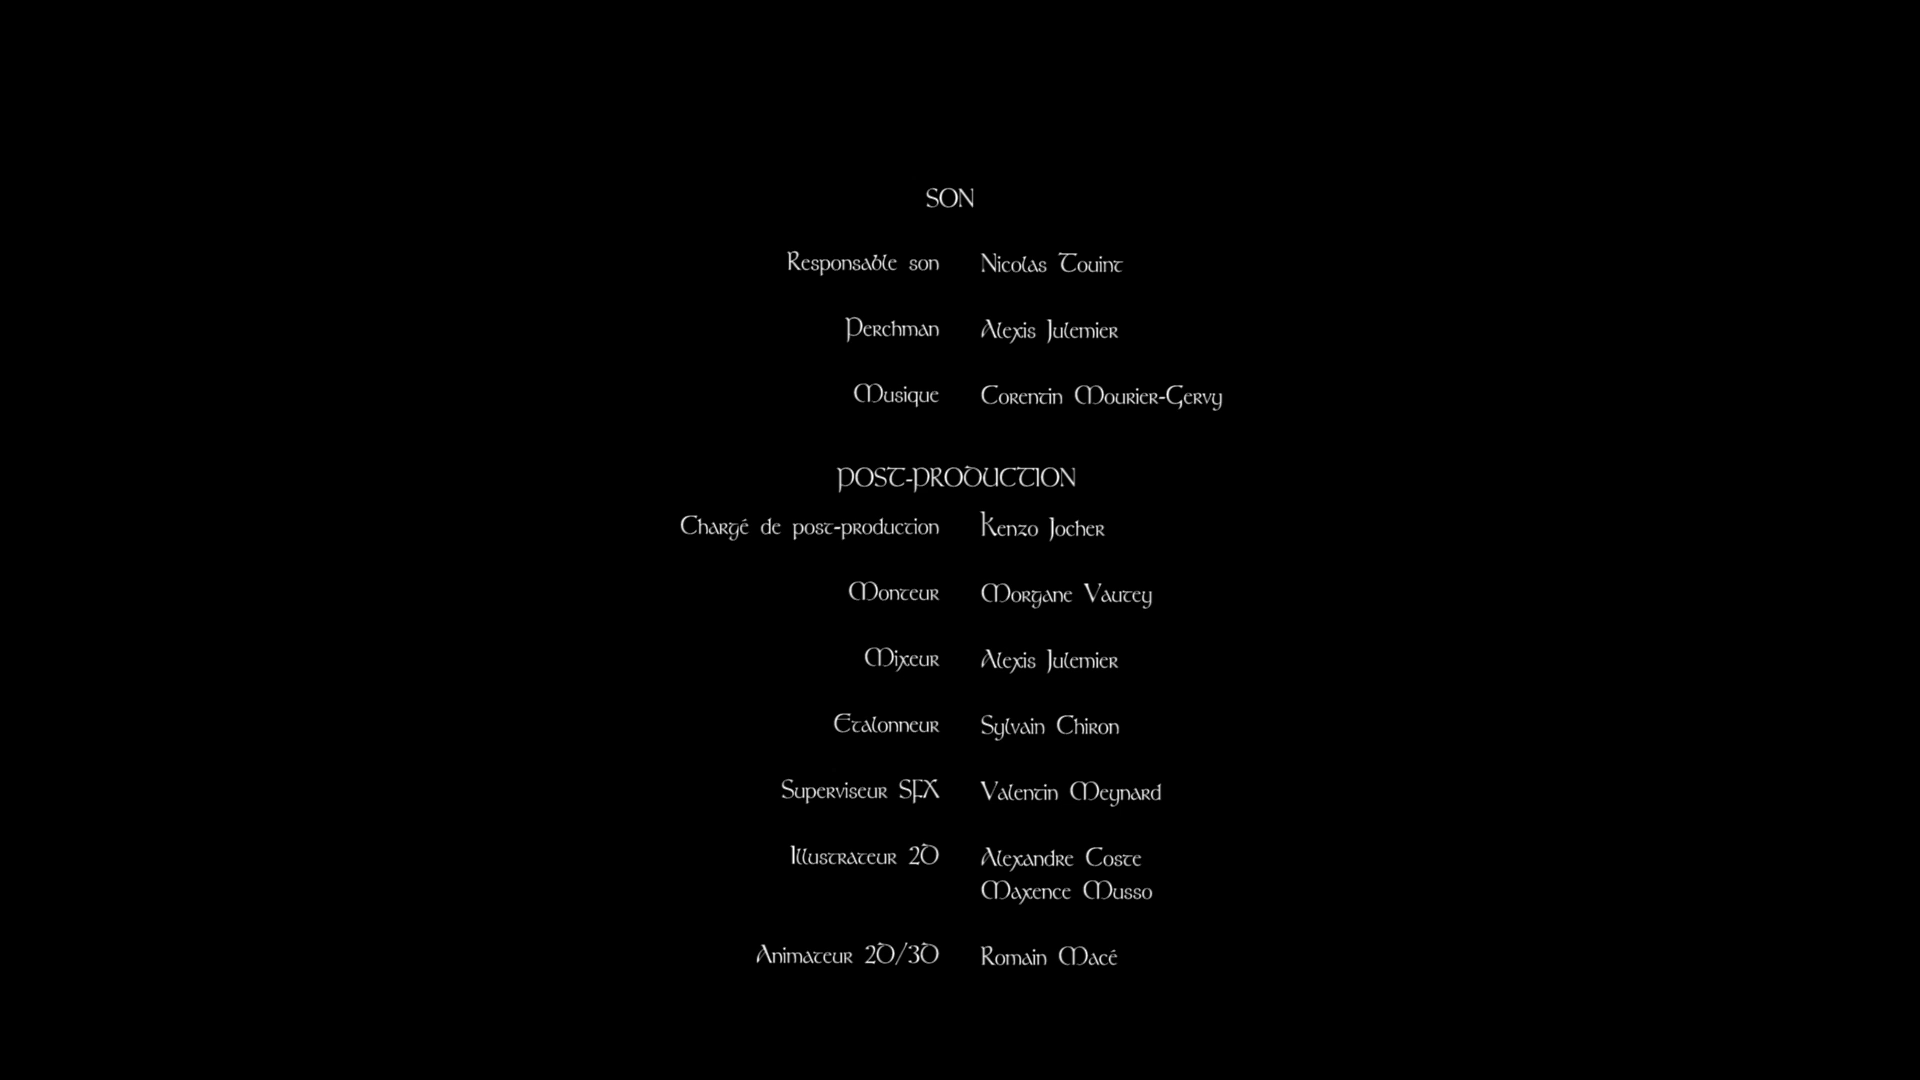 SON
Responsable son Nicolas Touint
Perchman Alexis Julemier
Musique Corentin Mourier-Gervy
POST-PRODUCTION
Chargé de post-production Kenzo Jocher
Monteur Morgane Vautey
Mixeur Alexis Julemier
Etalonneur Sylvain Chiron
Superviseur SFX Valentin Meynard
Illustrateur 2D Alexandre Coste
Maxence Musso
Animateur 2D/3D Romain Macé